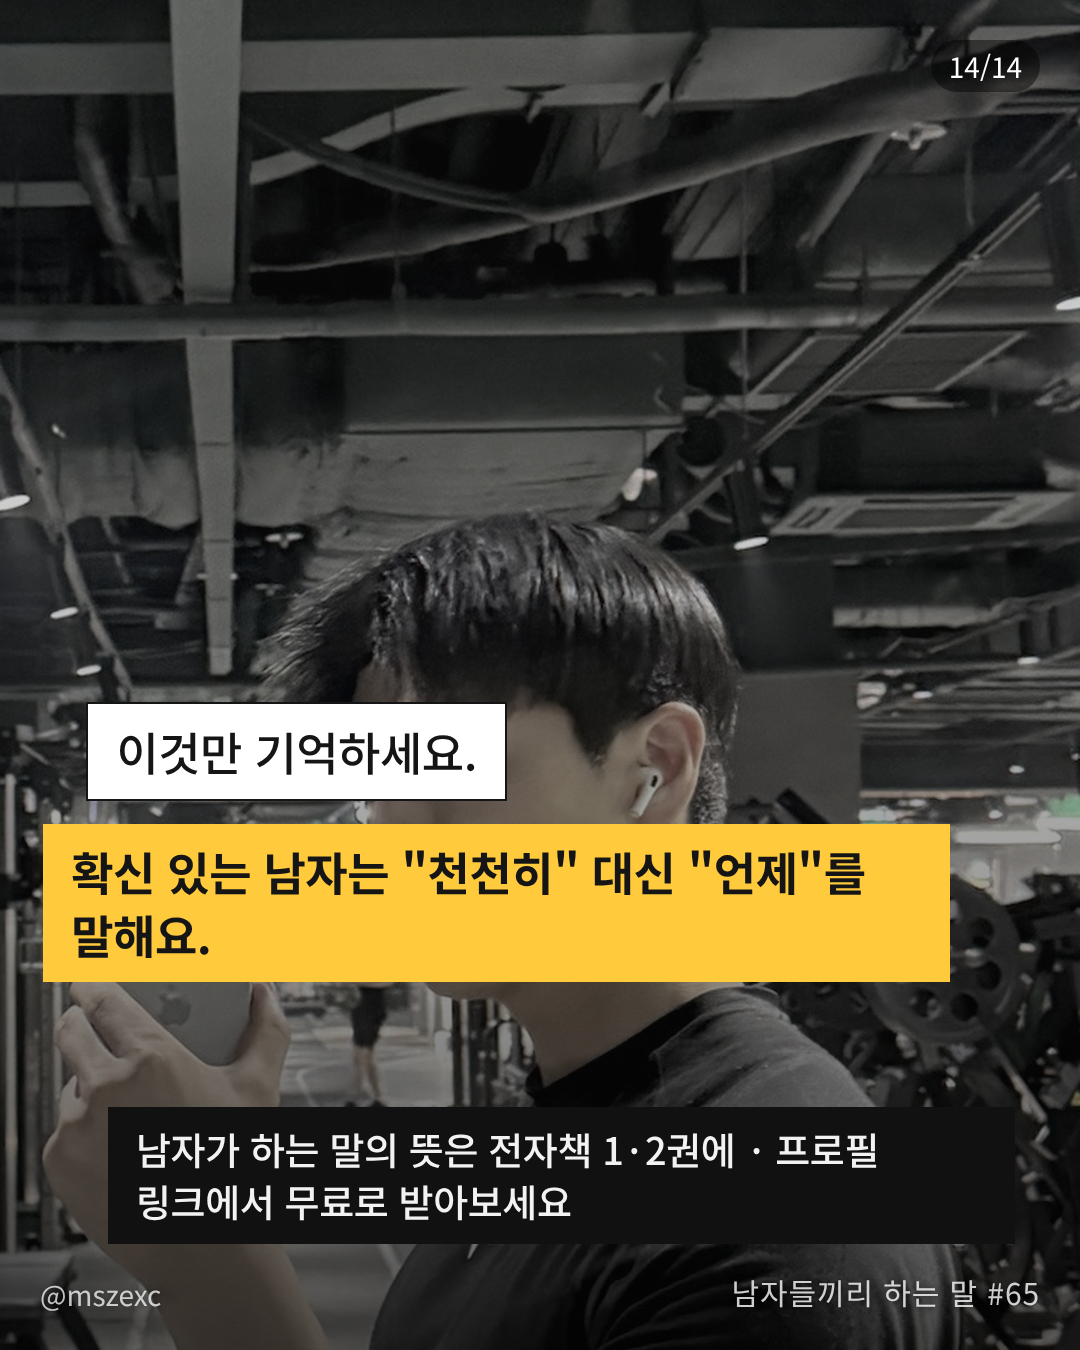 14/14
이것만 기억하세요.
확신 있는 남자는 "천천히" 대신 "언제"를
말해요.
남자가 하는 말의 뜻은 전자책 1·2권에 · 프로필
링크에서 무료로 받아보세요
@mszexc
남자들끼리 하는 말 #65